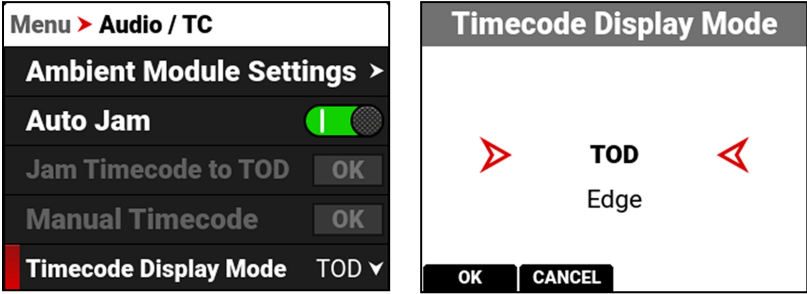 Menu > Audio / TC
Ambient Module Settings >
Auto Jam
Jam Timecode to TOD OK
Manual Timecode OK
Timecode Display Mode TOD
Timecode Display Mode
TOD
Edge
OK CANCEL